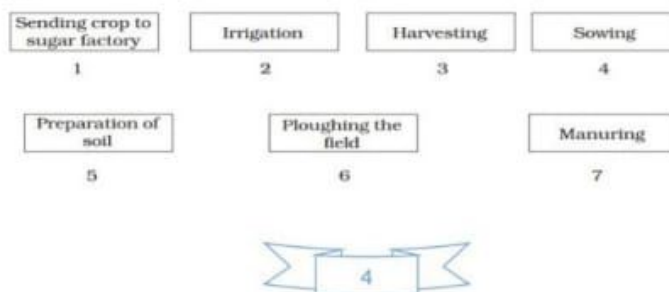 Sending crop to
sugar factory
Irrigation
Harvesting
Sowing
1
2
3
4
Preparation of
soil
Ploughing the
field
Manuring
5
6
7
4